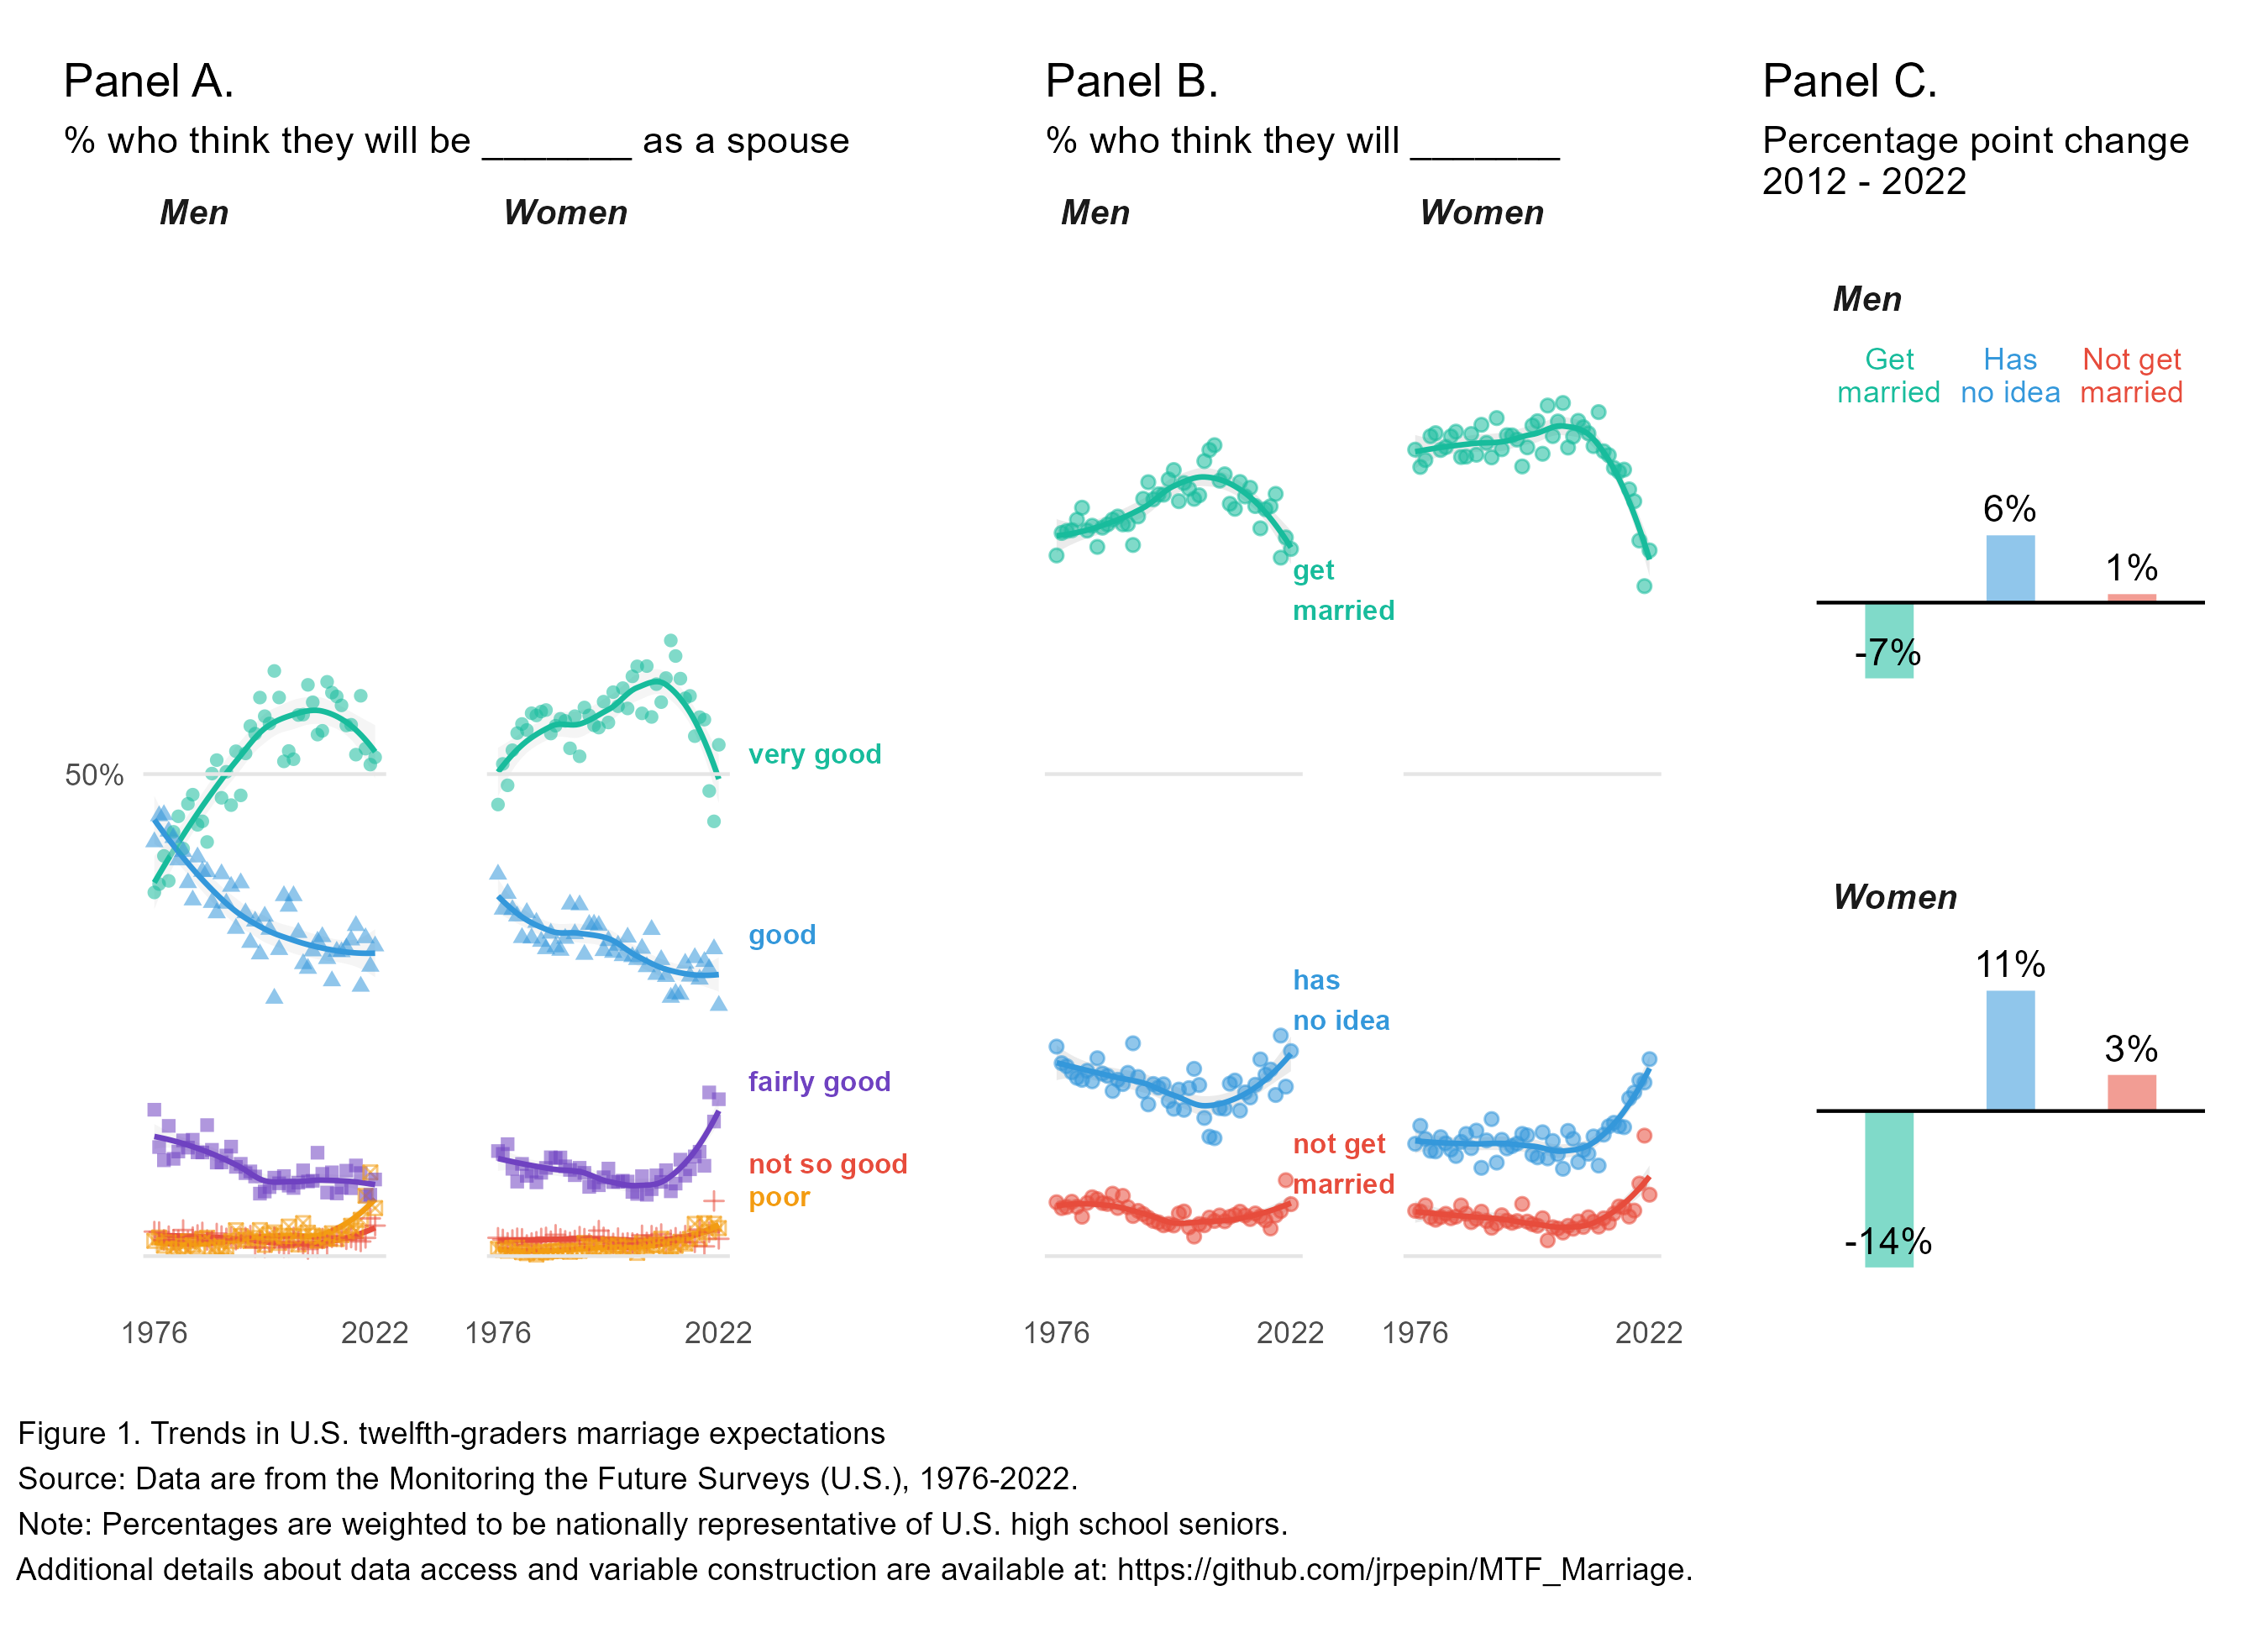 Panel A.
% who think they will be _______ as a spouse
Men
Women
50%
very good
good
fairly good
not so good
poor
1976
2022
1976
2022
Panel B.
% who think they will _______
Men
Women
get
married
has
no idea
not get
married
1976
2022
1976
2022
Panel C.
Percentage point change
2012 - 2022
Men
Get
married
Has
no idea
Not get
married
6%
1%
-7%
Women
11%
3%
-14%
Figure 1. Trends in U.S. twelfth-graders marriage expectations
Source: Data are from the Monitoring the Future Surveys (U.S.), 1976-2022.
Note: Percentages are weighted to be nationally representative of U.S. high school seniors.
Additional details about data access and variable construction are available at: https://github.com/jrpepin/MTF_Marriage.